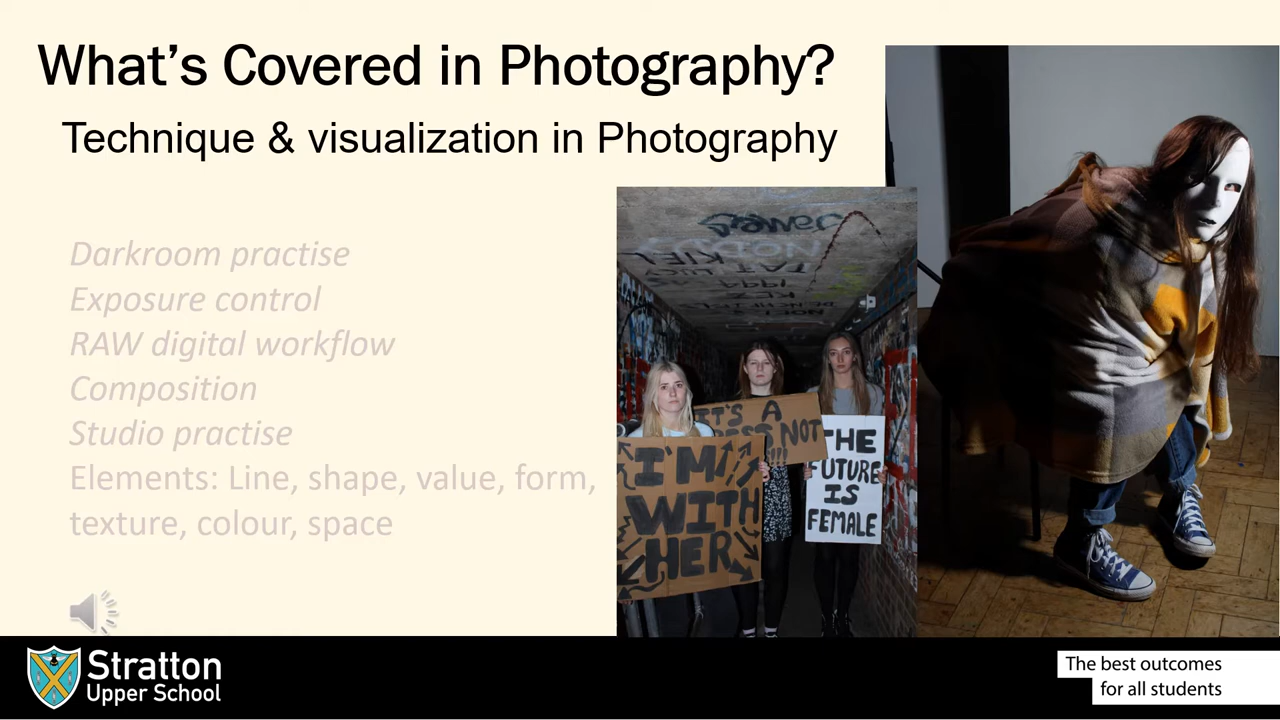 What's Covered in Photography?
Technique & visualization in Photography
Darkroom practise
Exposure control
RAW digital workflow
Composition
Studio practise
Elements: Line, shape, value, form,
texture, colour, space
IT'S A
NOT
!!!
I'M
WITH
HER
THE
FUTURE
IS
FEMALE
Stratton
Upper School
The best outcomes
for all students